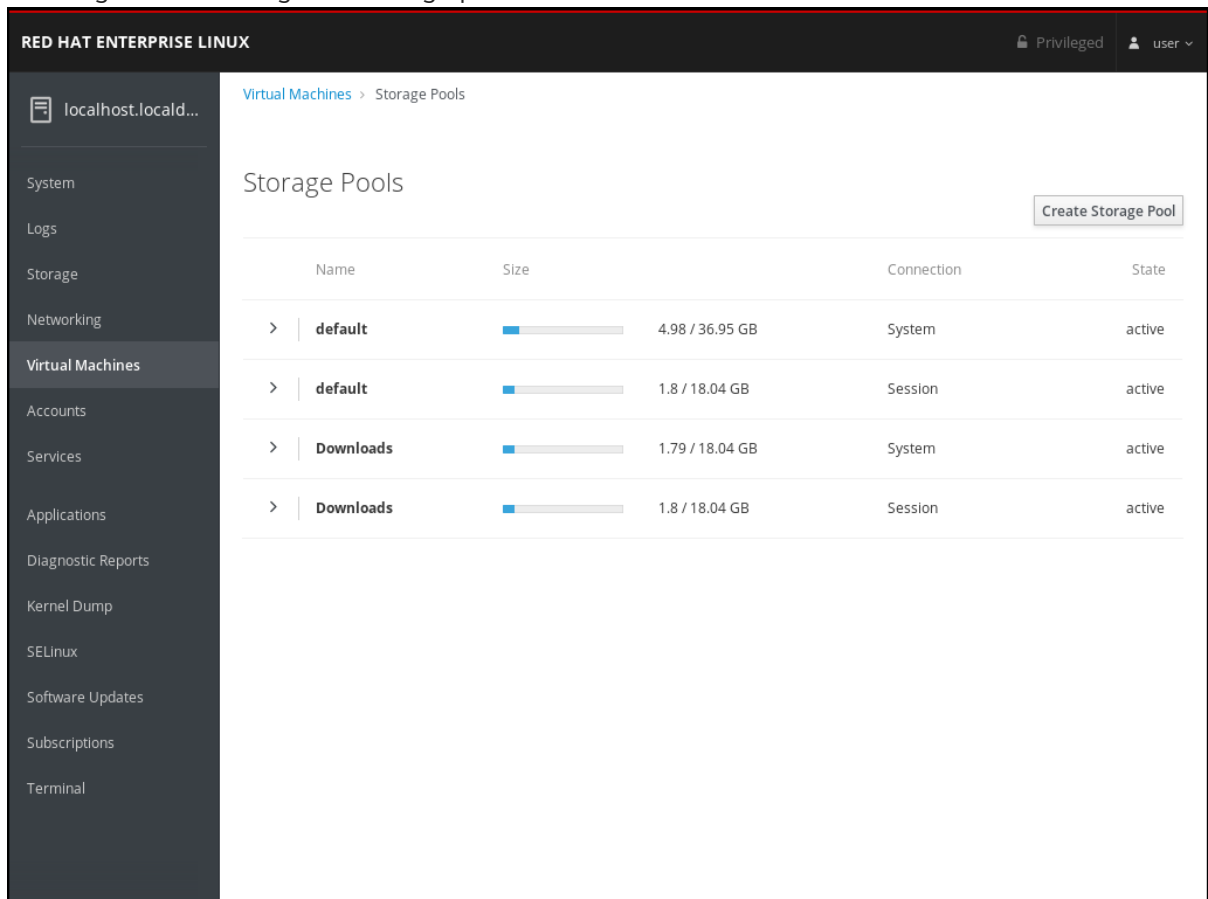 RED HAT ENTERPRISE LINUX Privileged user
localhost.locald...
Virtual Machines > Storage Pools
System
Logs
Storage
Networking
Virtual Machines
Accounts
Services
Applications
Diagnostic Reports
Kernel Dump
SELinux
Software Updates
Subscriptions
Terminal
Storage Pools
Create Storage Pool
Name Size Connection State
default 4.98 / 36.95 GB System active
default 1.8 / 18.04 GB Session active
Downloads 1.79 / 18.04 GB System active
Downloads 1.8 / 18.04 GB Session active